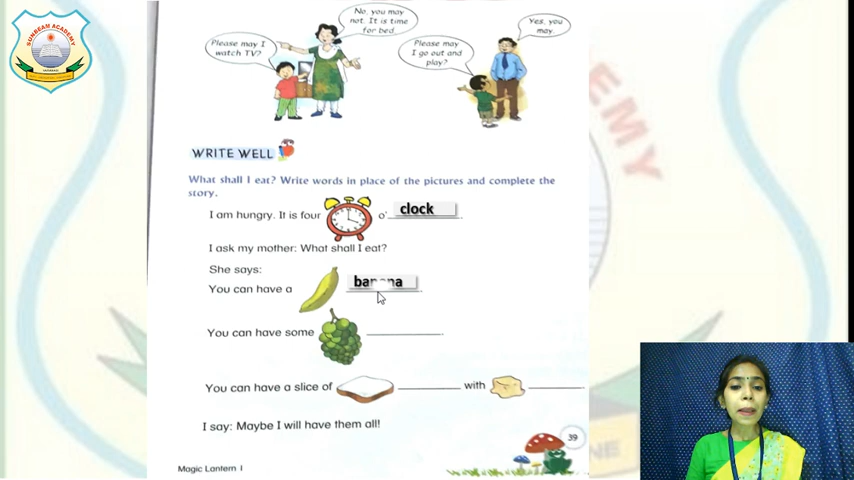 SUNBEAM ACADEMY
No, you may
not. It is time
for bed.
Please may I
watch TV?
Please may
I go out and
play?
Yes, you
may.
WRITE WELL
What shall I eat? Write words in place of the pictures and complete the
story.
I am hungry. It is four o' clock
I ask my mother: What shall I eat?
She says:
You can have a banana
You can have some
You can have a slice of with
I say: Maybe I will have them all!
39
Magic Lantern 1